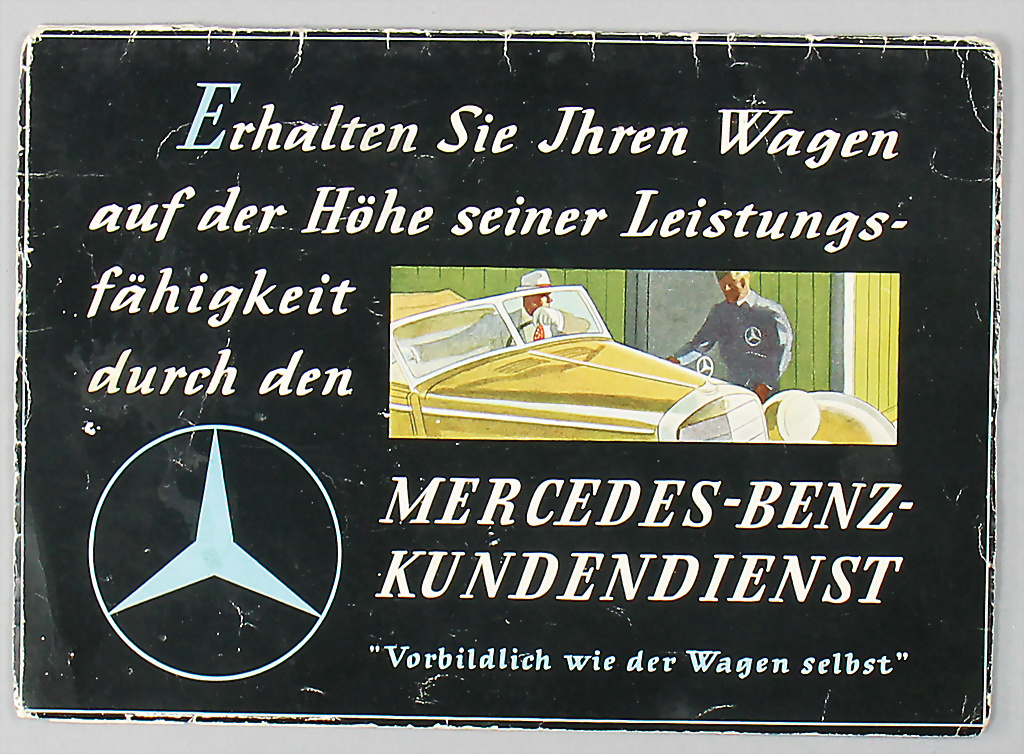 Erhalten Sie Jhren Wagen
auf der Höhe seiner Leistungs-
fähigkeit
durch den
MERCEDES-BENZ-
KUNDENDIENST
"Vorbildlich wie der Wagen selbst"